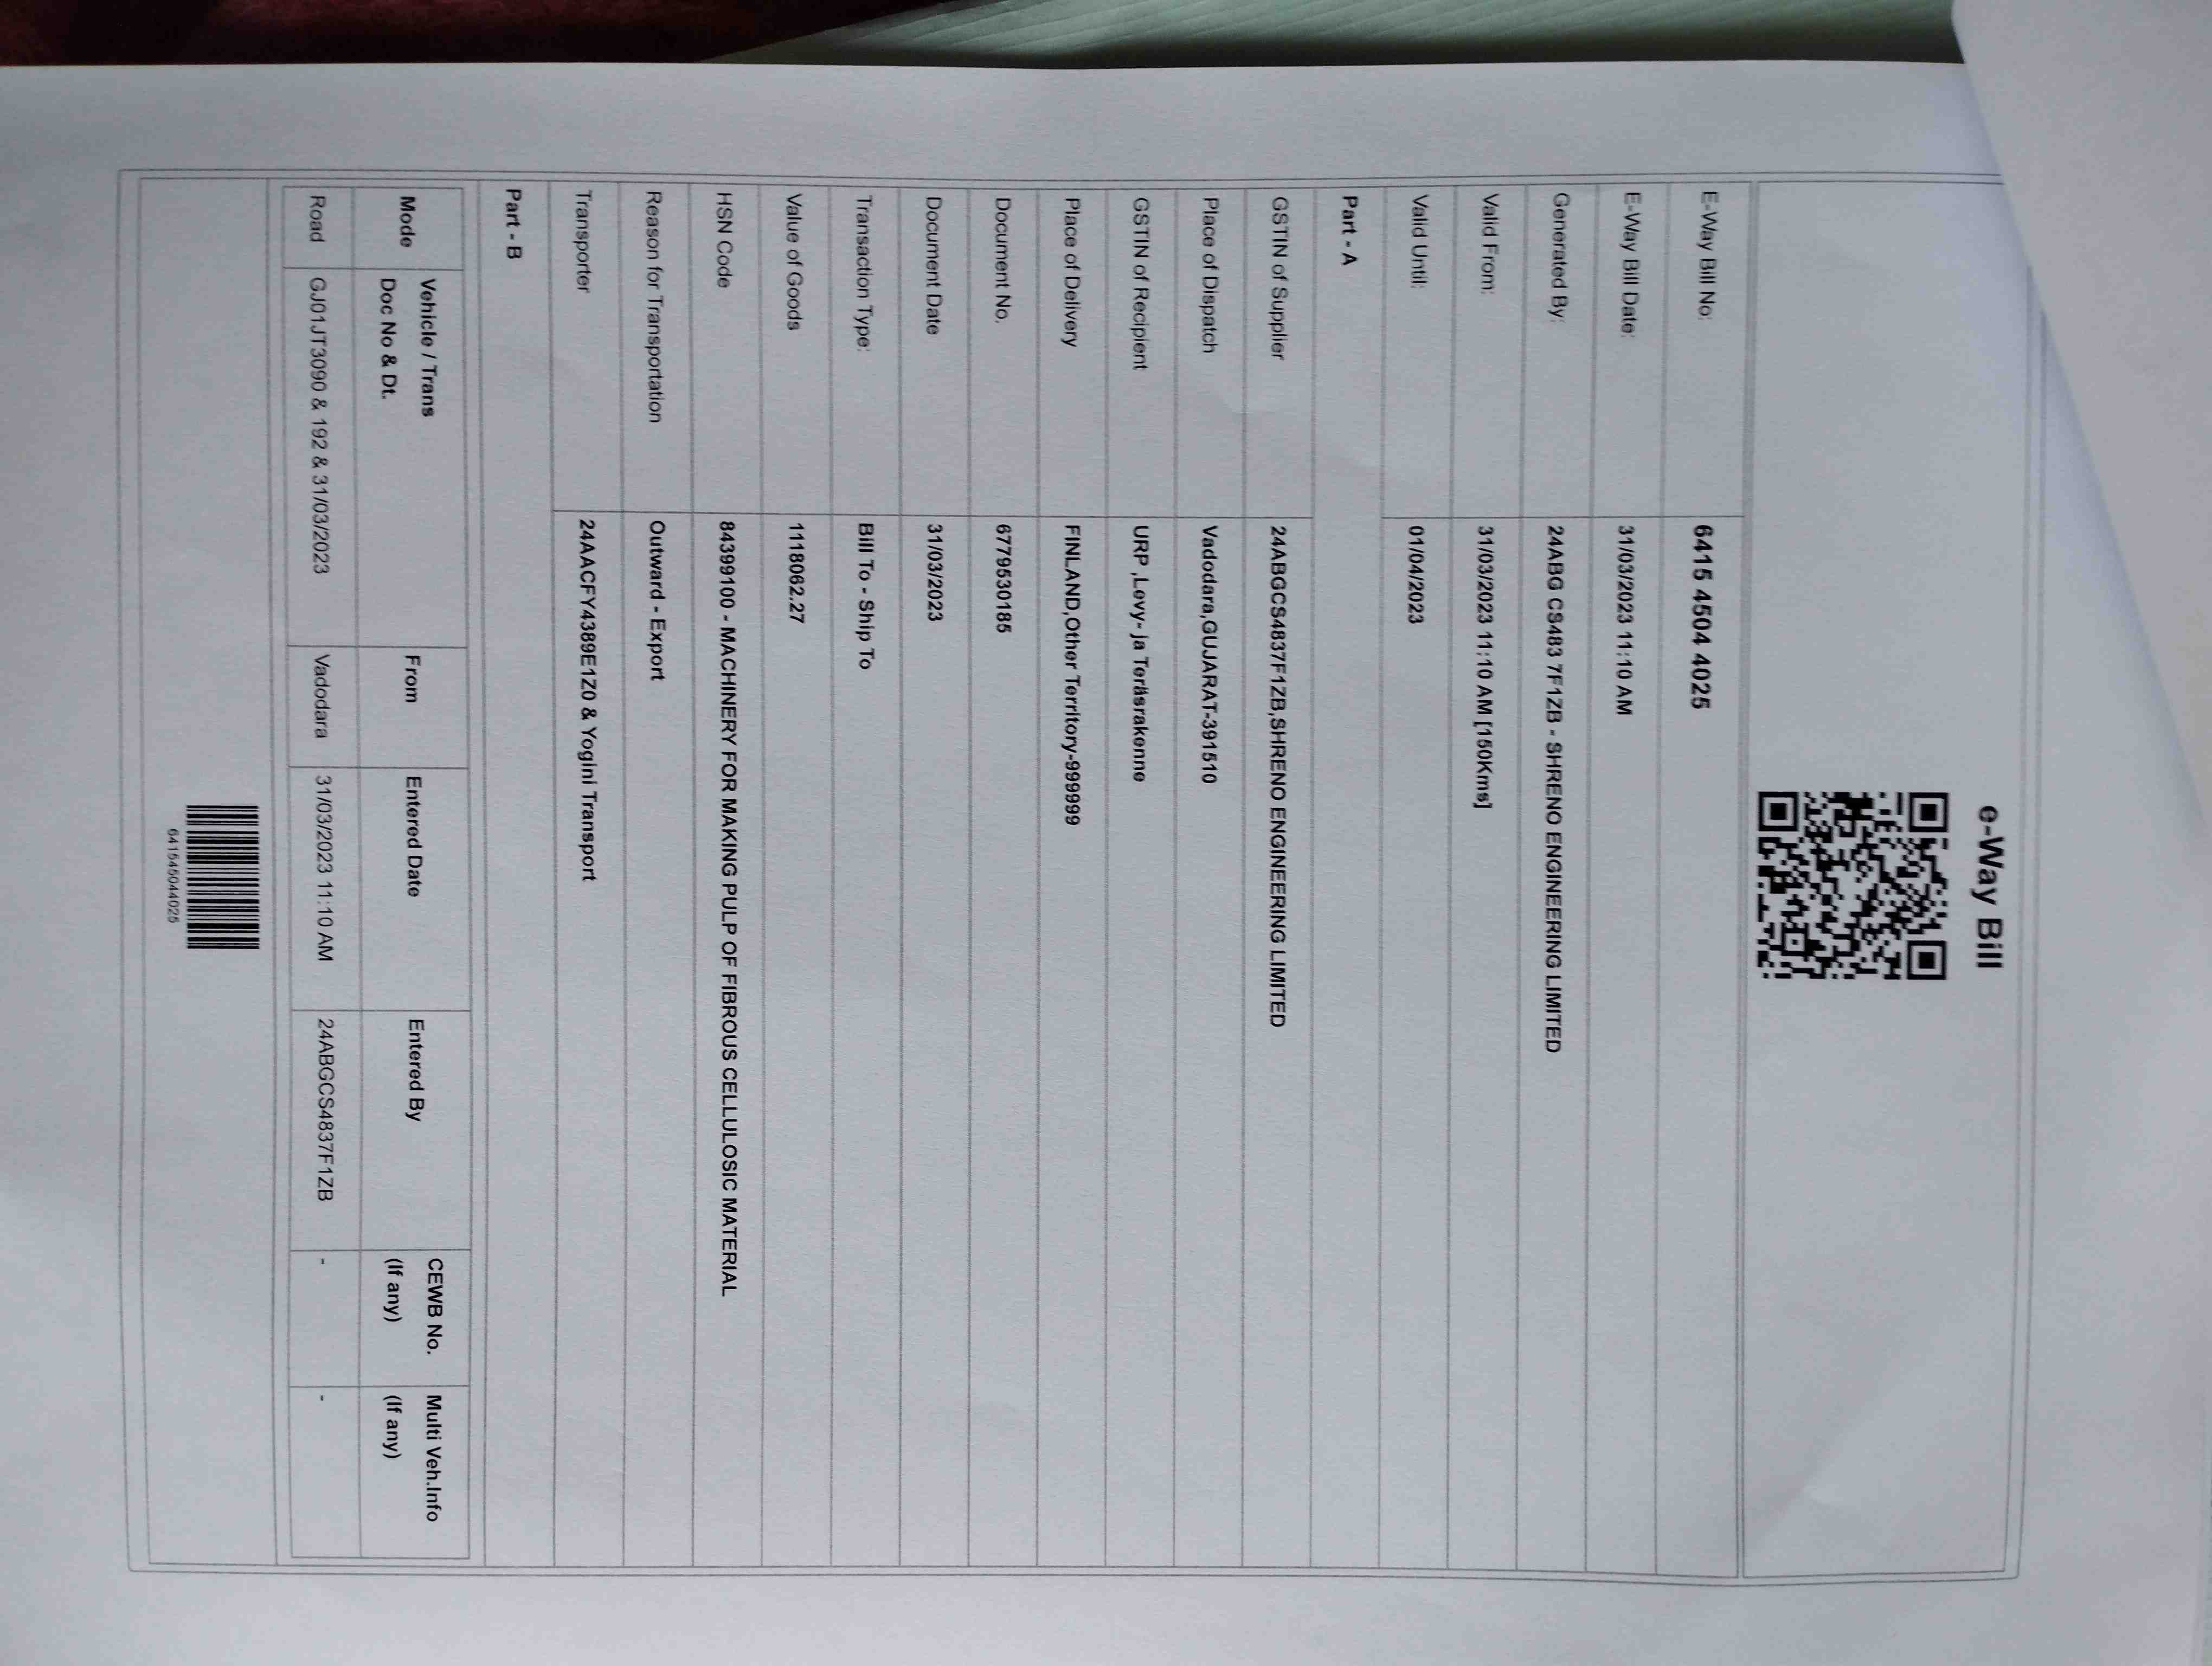 e-Way Bill
E-Way Bill No: 6415 4504 4025
E-Way Bill Date: 31/03/2023 11:10 AM
Generated By: 24ABG CS483 7F1ZB - SHRENO ENGINEERING LIMITED
Valid From: 31/03/2023 11:10 AM [150Kms]
Valid Until: 01/04/2023
Part - A
GSTIN of Supplier 24ABGCS4837F1ZB,SHRENO ENGINEERING LIMITED
Place of Dispatch Vadodara,GUJARAT-391510
GSTIN of Recipient URP ,Levy- ja Teräsrakenne
Place of Delivery FINLAND,Other Territory-999999
Document No. 6779530185
Document Date 31/03/2023
Transaction Type: Bill To - Ship To
Value of Goods 1118062.27
HSN Code 84399100 - MACHINERY FOR MAKING PULP OF FIBROUS CELLULOSIC MATERIAL
Reason for Transportation Outward - Export
Transporter 24AACFY4389E1Z0 & Yogini Transport
Part - B
Mode Vehicle / Trans Doc No & Dt. From Entered Date Entered By CEWB No. (If any) Multi Veh.Info (If any)
Road GJ01JT3090 & 192 & 31/03/2023 Vadodara 31/03/2023 11:10 AM 24ABGCS4837F1ZB - -
641545044025